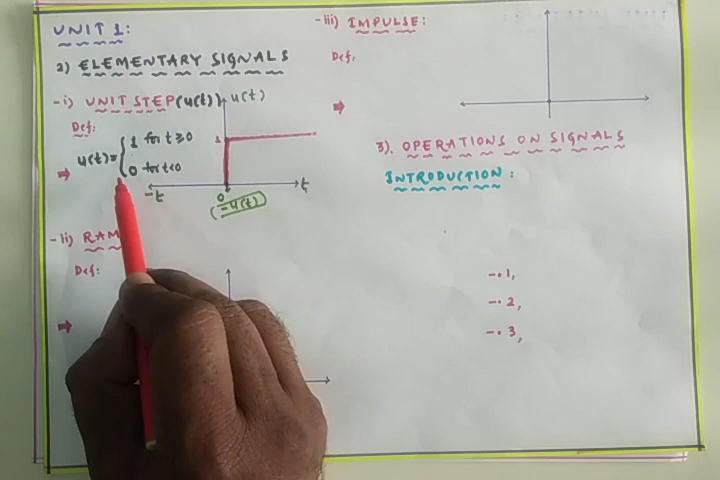 UNIT 1:
2) ELEMENTARY SIGNALS
-i) UNIT STEP (u(t))
u(t)
Def:
u(t)= { 1 for t≥0
0 for t<0
1
-t
0
t
(-u(t))
-ii) RAM
Def:
-iii) IMPULSE:
Def:
3). OPERATIONS ON SIGNALS
INTRODUCTION :
-. 1,
-. 2,
-. 3,